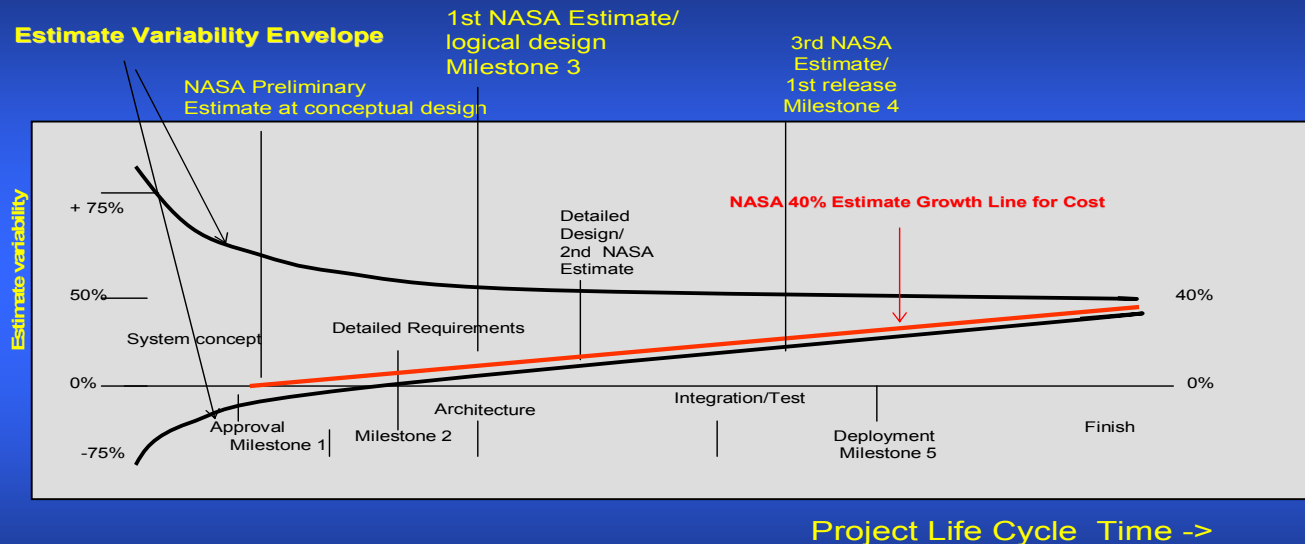 Estimate Variability Envelope
1st NASA Estimate/
logical design
Milestone 3
3rd NASA
Estimate/
1st release
Milestone 4
NASA Preliminary
Estimate at conceptual design
Estimate variability
+ 75%
50%
0%
-75%
NASA 40% Estimate Growth Line for Cost
Detailed
Design/
2nd NASA
Estimate
40%
0%
System concept
Detailed Requirements
Approval
Milestone 1
Milestone 2
Architecture
Integration/Test
Deployment
Milestone 5
Finish
Project Life Cycle Time ->